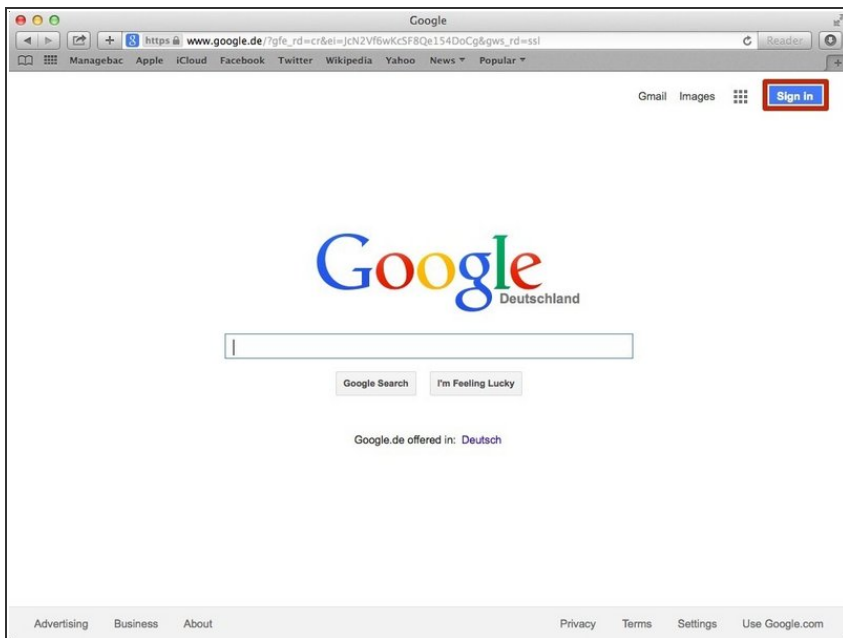 Google
https www.google.de/?gfe_rd=cr&ei=JcN2Vf6wKcSF8Qe154DoCg&gws_rd=ssl
Reader
Managebac Apple iCloud Facebook Twitter Wikipedia Yahoo News Popular
Gmail Images Sign in
Google
Deutschland
Google Search I'm Feeling Lucky
Google.de offered in: Deutsch
Advertising Business About Privacy Terms Settings Use Google.com